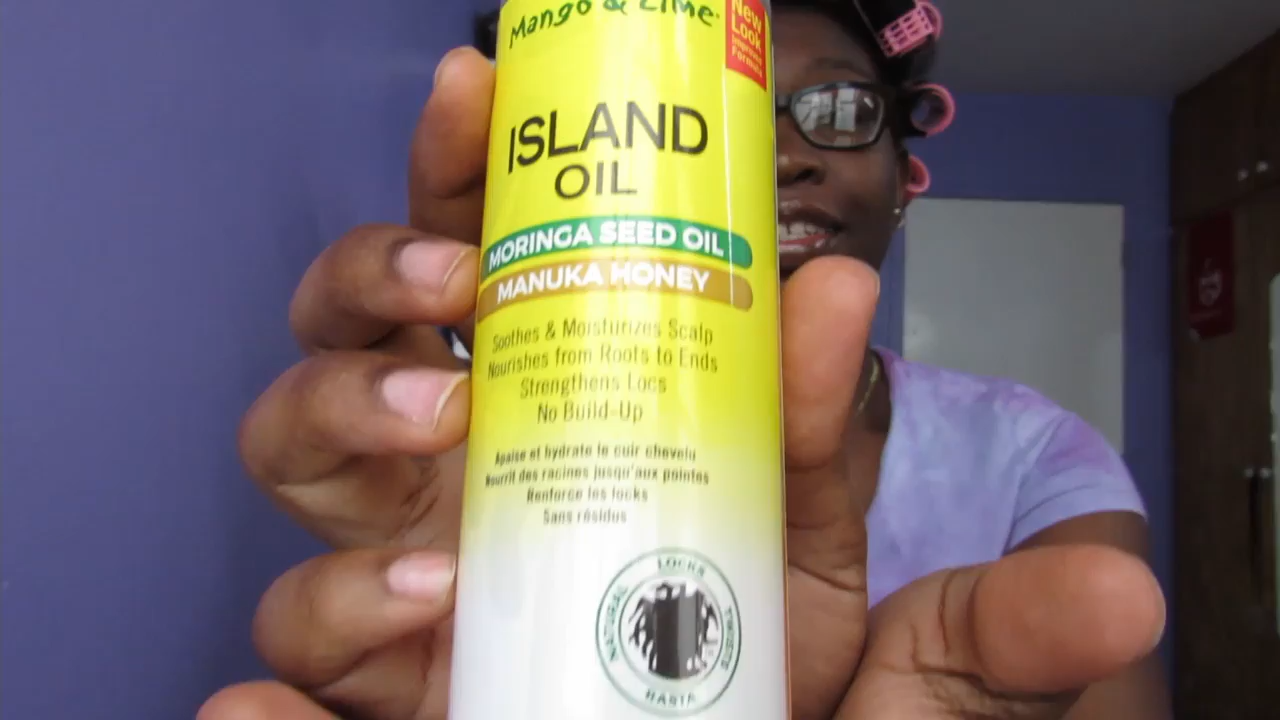 Mango & Lime
New
Look
Improved
Formula
ISLAND
OIL
MORINGA SEED OIL
MANUKA HONEY
Soothes & Moisturizes Scalp
Nourishes from Roots to Ends
Strengthens Locs
No Build-Up
Apaise et hydrate le cuir chevelu
Nourrit des racines jusqu'aux pointes
Renforce les locks
Sans résidus
LOCKS
NATURAL
TWISTS
RASTA